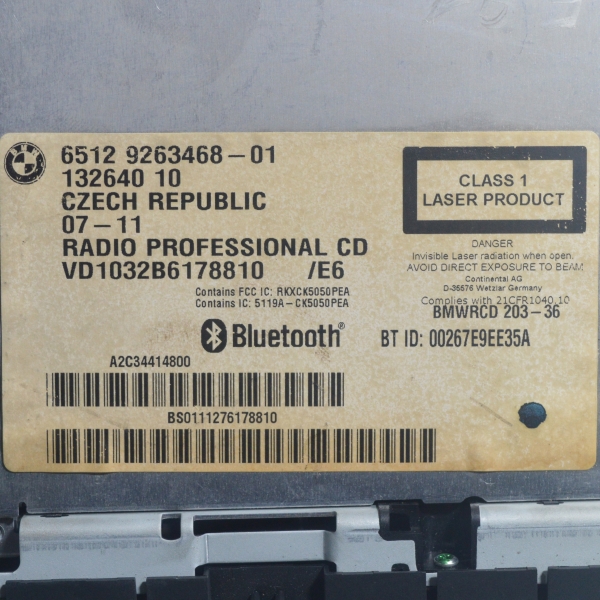 BMW
6512 9263468-01
132640 10
CZECH REPUBLIC
07-11
RADIO PROFESSIONAL CD
VD1032B6178810 /E6
Contains FCC IC: RKXCK5050PEA
Contains IC: 5119A-CK5050PEA
Bluetooth®
A2C34414800
BS0111276178810
CLASS 1
LASER PRODUCT
DANGER
Invisible Laser radiation when open.
AVOID DIRECT EXPOSURE TO BEAM
Continental AG
D-35576 Wetzlar Germany
Complies with 21CFR1040.10
BMWRCD 203-36
BT ID: 00267E9EE35A